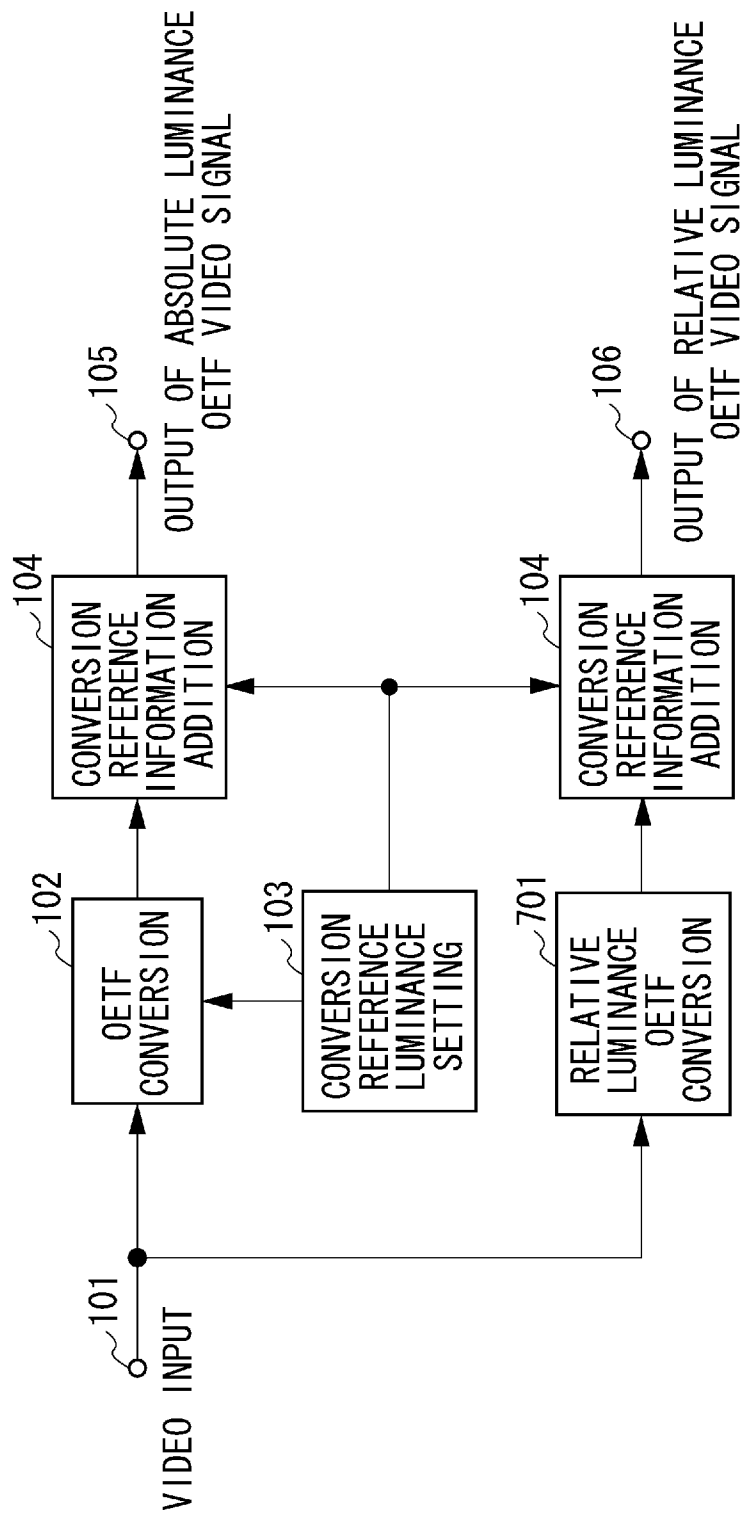 101
VIDEO INPUT
102
OETF
CONVERSION
104
CONVERSION
REFERENCE
INFORMATION
ADDITION
105
OUTPUT OF ABSOLUTE LUMINANCE
OETF VIDEO SIGNAL
103
CONVERSION
REFERENCE
LUMINANCE
SETTING
701
RELATIVE
LUMINANCE
OETF
CONVERSION
104
CONVERSION
REFERENCE
INFORMATION
ADDITION
106
OUTPUT OF RELATIVE LUMINANCE
OETF VIDEO SIGNAL